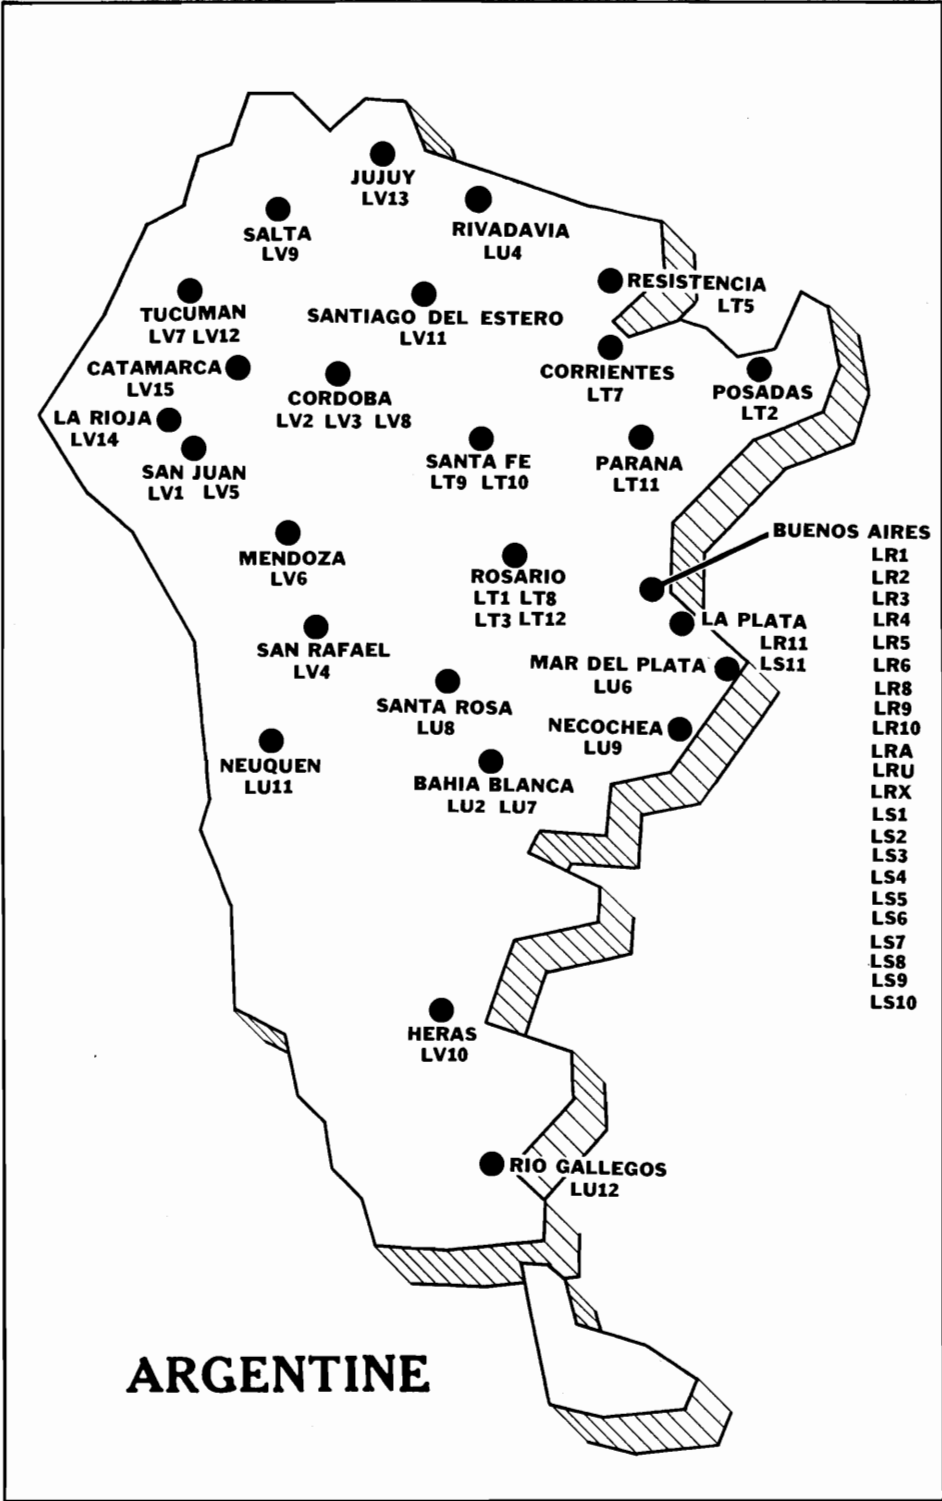 JUJUY
LV13
RIVADAVIA
LU4
SALTA
LV9
RESISTENCIA
LT5
TUCUMAN
LV7 LV12
SANTIAGO DEL ESTERO
LV11
CORRIENTES
LT7
CATAMARCA
LV15
CORDOBA
LV2 LV3 LV8
POSADAS
LT2
LA RIOJA
LV14
SAN JUAN
LV1 LV5
SANTA FE
LT9 LT10
PARANA
LT11
MENDOZA
LV6
ROSARIO
LT1 LT8
LT3 LT12
BUENOS AIRES
LR1
LR2
LR3
LR4
LR5
LR6
LR8
LR9
LR10
LRA
LRU
LRX
LS1
LS2
LS3
LS4
LS5
LS6
LS7
LS8
LS9
LS10
LA PLATA
LR11
LS11
SAN RAFAEL
LV4
MAR DEL PLATA
LU6
SANTA ROSA
LU8
NECOCHEA
LU9
NEUQUEN
LU11
BAHIA BLANCA
LU2 LU7
HERAS
LV10
RIO GALLEGOS
LU12
ARGENTINE